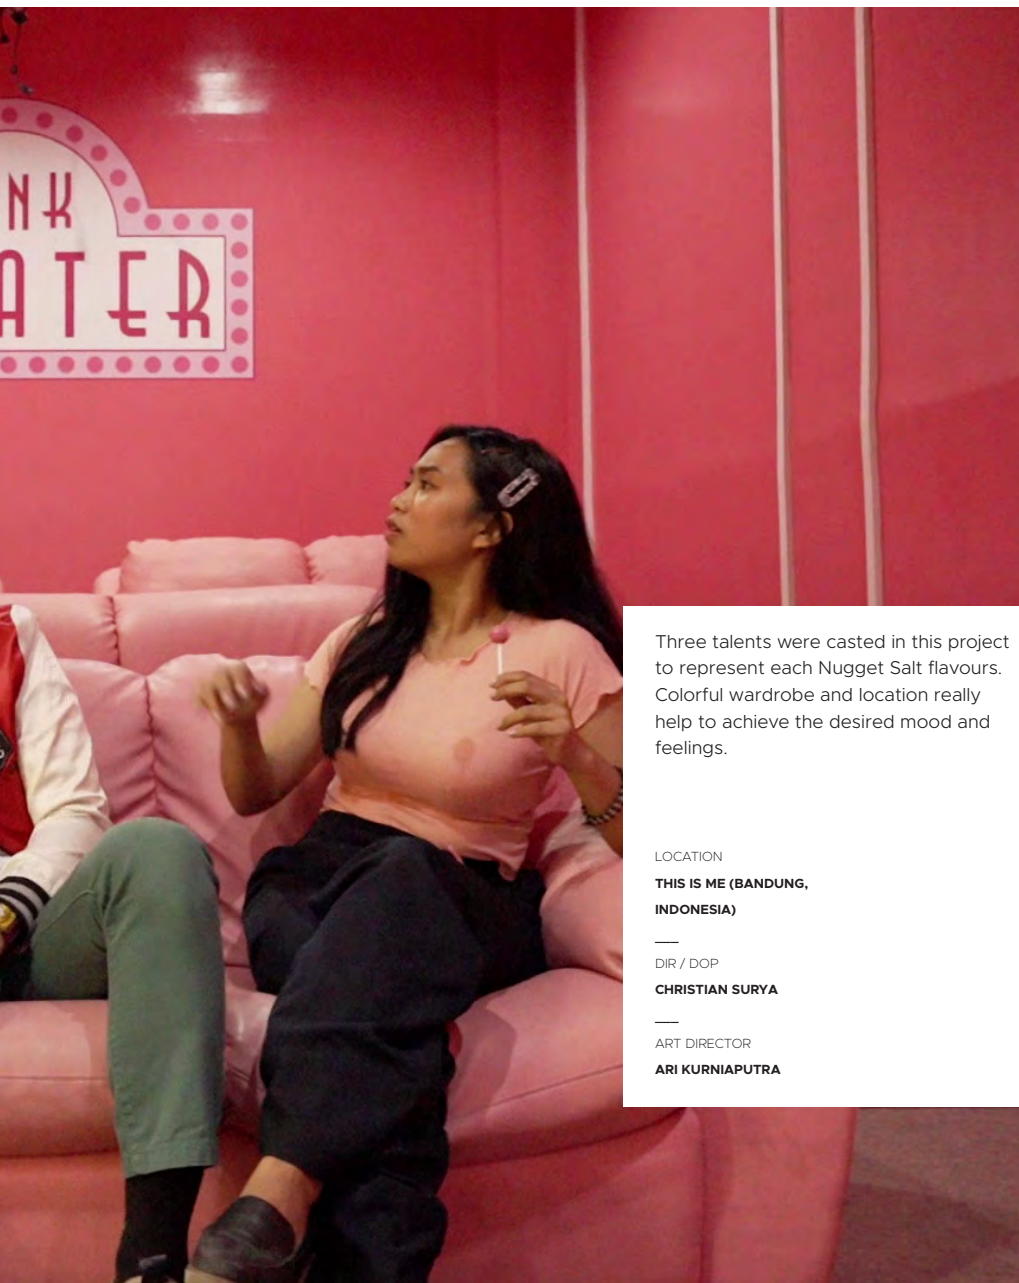 NK
ATER
Three talents were casted in this project
to represent each Nugget Salt flavours.
Colorful wardrobe and location really
help to achieve the desired mood and
feelings.
LOCATION
THIS IS ME (BANDUNG,
INDONESIA)
DIR / DOP
CHRISTIAN SURYA
ART DIRECTOR
ARI KURNIAPUTRA